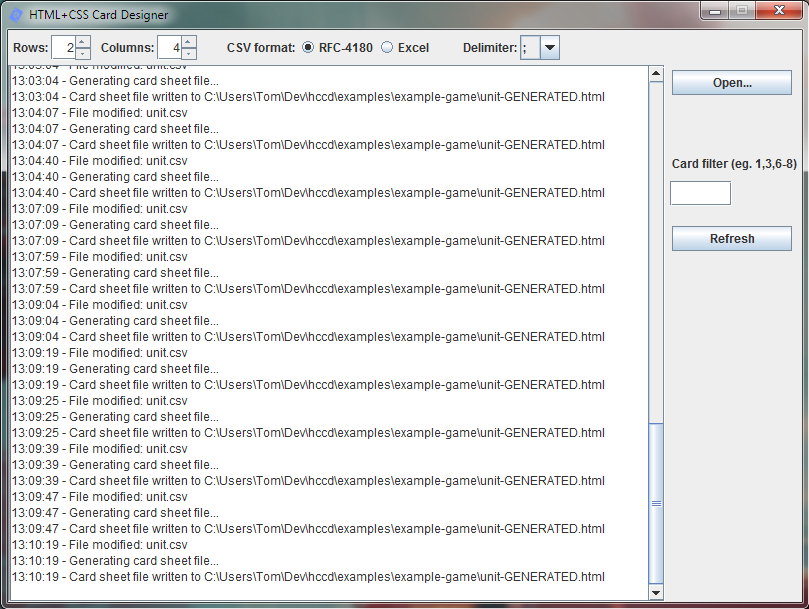 HTML+CSS Card Designer
Rows: 2 Columns: 4 CSV format: RFC-4180 Excel Delimiter: ;
13:03:04 - File modified: unit.csv
13:03:04 - Generating card sheet file...
13:03:04 - Card sheet file written to C:\Users\Tom\Dev\hccd\examples\example-game\unit-GENERATED.html
13:04:07 - File modified: unit.csv
13:04:07 - Generating card sheet file...
13:04:07 - Card sheet file written to C:\Users\Tom\Dev\hccd\examples\example-game\unit-GENERATED.html
13:04:40 - File modified: unit.csv
13:04:40 - Generating card sheet file...
13:04:40 - Card sheet file written to C:\Users\Tom\Dev\hccd\examples\example-game\unit-GENERATED.html
13:07:09 - File modified: unit.csv
13:07:09 - Generating card sheet file...
13:07:09 - Card sheet file written to C:\Users\Tom\Dev\hccd\examples\example-game\unit-GENERATED.html
13:07:59 - File modified: unit.csv
13:07:59 - Generating card sheet file...
13:07:59 - Card sheet file written to C:\Users\Tom\Dev\hccd\examples\example-game\unit-GENERATED.html
13:09:04 - File modified: unit.csv
13:09:04 - Generating card sheet file...
13:09:04 - Card sheet file written to C:\Users\Tom\Dev\hccd\examples\example-game\unit-GENERATED.html
13:09:19 - File modified: unit.csv
13:09:19 - Generating card sheet file...
13:09:19 - Card sheet file written to C:\Users\Tom\Dev\hccd\examples\example-game\unit-GENERATED.html
13:09:25 - File modified: unit.csv
13:09:25 - Generating card sheet file...
13:09:25 - Card sheet file written to C:\Users\Tom\Dev\hccd\examples\example-game\unit-GENERATED.html
13:09:39 - File modified: unit.csv
13:09:39 - Generating card sheet file...
13:09:39 - Card sheet file written to C:\Users\Tom\Dev\hccd\examples\example-game\unit-GENERATED.html
13:09:47 - File modified: unit.csv
13:09:47 - Generating card sheet file...
13:09:47 - Card sheet file written to C:\Users\Tom\Dev\hccd\examples\example-game\unit-GENERATED.html
13:10:19 - File modified: unit.csv
13:10:19 - Generating card sheet file...
13:10:19 - Card sheet file written to C:\Users\Tom\Dev\hccd\examples\example-game\unit-GENERATED.html
Open...
Card filter (eg. 1,3,6-8)
Refresh